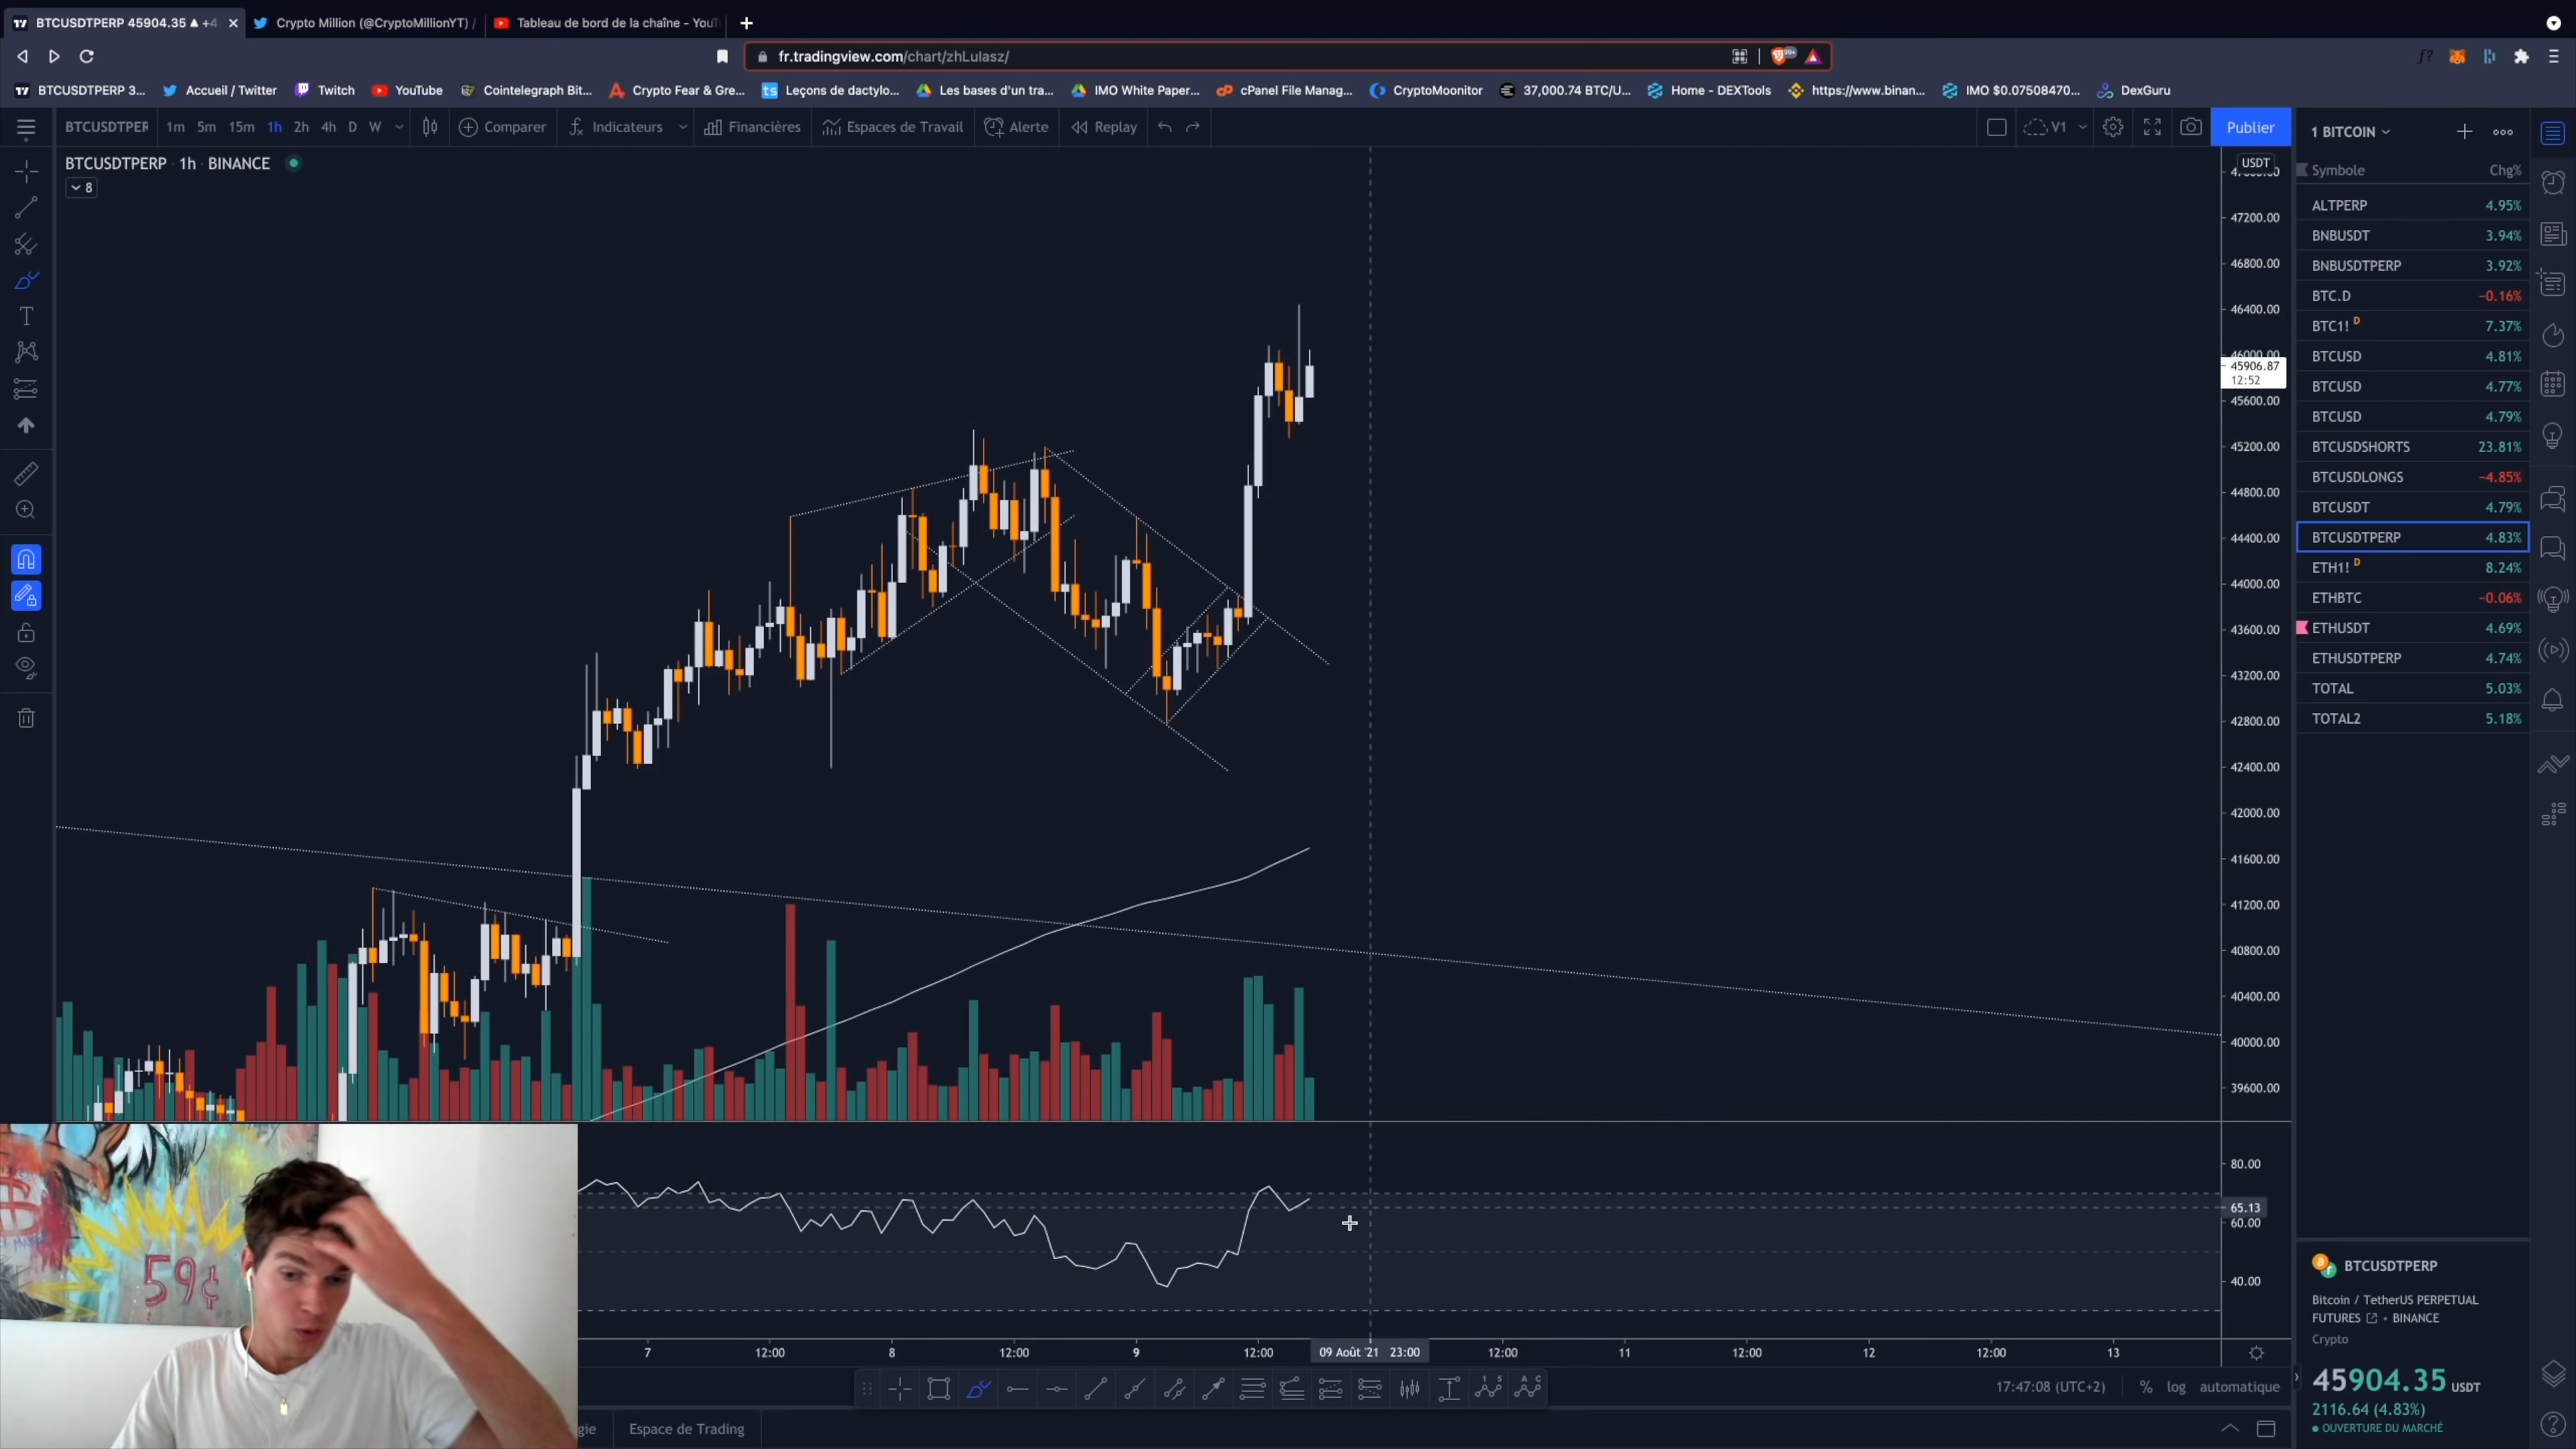 BTCUSDTPERP 45904.35 ▲ +4
Crypto Million (@CryptoMillionYT) /
Tableau de bord de la chaîne - YouT
fr.tradingview.com/chart/zhLulasz/
99+
f?
BTCUSDTPERP 3...
Accueil / Twitter
Twitch
YouTube
Cointelegraph Bit...
Crypto Fear & Gre...
ts
Leçons de dactylo...
Les bases d'un tra...
IMO White Paper...
cPanel File Manag...
CryptoMoonitor
37,000.74 BTC/U...
Home - DEXTools
https://www.binan...
IMO $0.07508470...
DexGuru
BTCUSDTPER
1m 5m 15m 1h 2h 4h D W
Comparer
Indicateurs
Financières
Espaces de Travail
Alerte
Replay
V1
Publier
BTCUSDTPERP · 1h · BINANCE
8
USDT
47200.00
46800.00
46400.00
46000.00
45906.87
12:52
45600.00
45200.00
44800.00
44400.00
44000.00
43600.00
43200.00
42800.00
42400.00
42000.00
41600.00
41200.00
40800.00
40400.00
40000.00
39600.00
80.00
65.13
60.00
40.00
1 BITCOIN
Symbole Chg%
ALTPERP 4.95%
BNBUSDT 3.94%
BNBUSDTPERP 3.92%
BTC.D −0.16%
BTC1! D 7.37%
BTCUSD 4.81%
BTCUSD 4.77%
BTCUSD 4.79%
BTCUSDSHORTS 23.81%
BTCUSDLONGS −4.85%
BTCUSDT 4.79%
BTCUSDTPERP 4.83%
ETH1! D 8.24%
ETHBTC −0.06%
ETHUSDT 4.69%
ETHUSDTPERP 4.74%
TOTAL 5.03%
TOTAL2 5.18%
59¢
7 12:00 8 12:00 9 12:00 09 Août '21 23:00 12:00 11 12:00 12 12:00 13
17:47:08 (UTC+2) % log automatique
gie
Espace de Trading
BTCUSDTPERP
Bitcoin / TetherUS PERPETUAL
FUTURES • BINANCE
Crypto
45904.35 USDT
2116.64 (4.83%)
OUVERTURE DU MARCHÉ